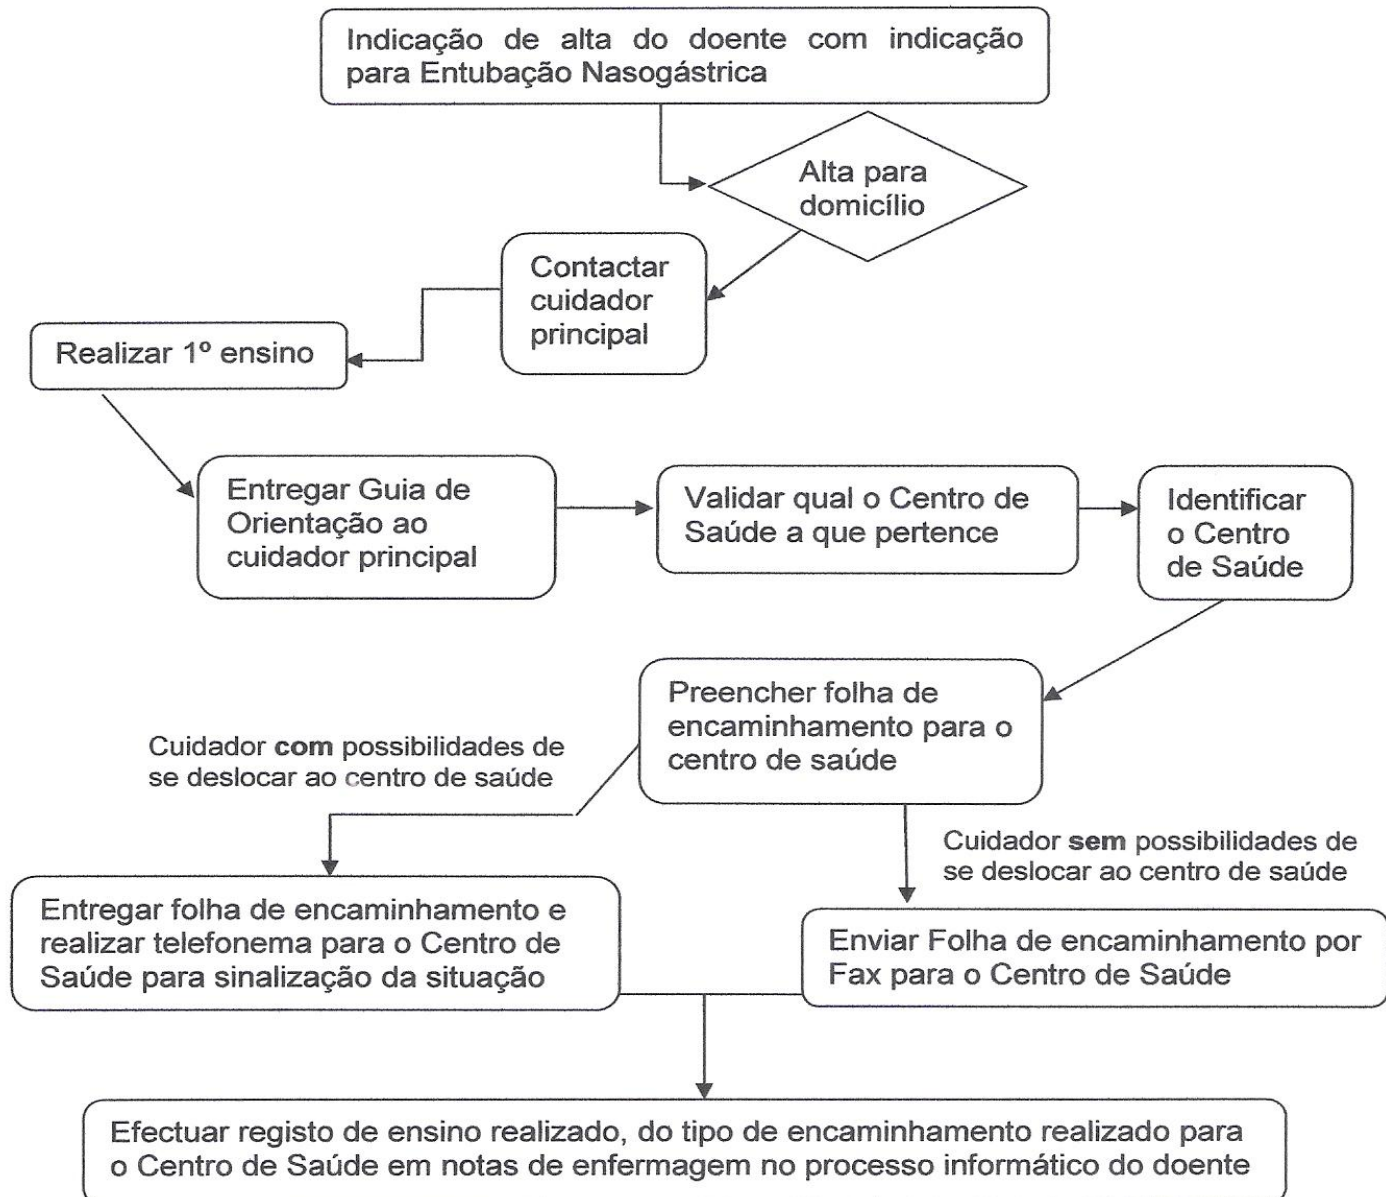 Indicação de alta do doente com indicação
para Entubação Nasogástrica
Alta para
domicílio
Contactar
cuidador
principal
Realizar 1º ensino
Entregar Guia de
Orientação ao
cuidador principal
Validar qual o Centro de
Saúde a que pertence
Identificar
o Centro
de Saúde
Preencher folha de
encaminhamento para o
centro de saúde
Cuidador com possibilidades de
se deslocar ao centro de saúde
Cuidador sem possibilidades de
se deslocar ao centro de saúde
Entregar folha de encaminhamento e
realizar telefonema para o Centro de
Saúde para sinalização da situação
Enviar Folha de encaminhamento por
Fax para o Centro de Saúde
Efectuar registo de ensino realizado, do tipo de encaminhamento realizado para
o Centro de Saúde em notas de enfermagem no processo informático do doente